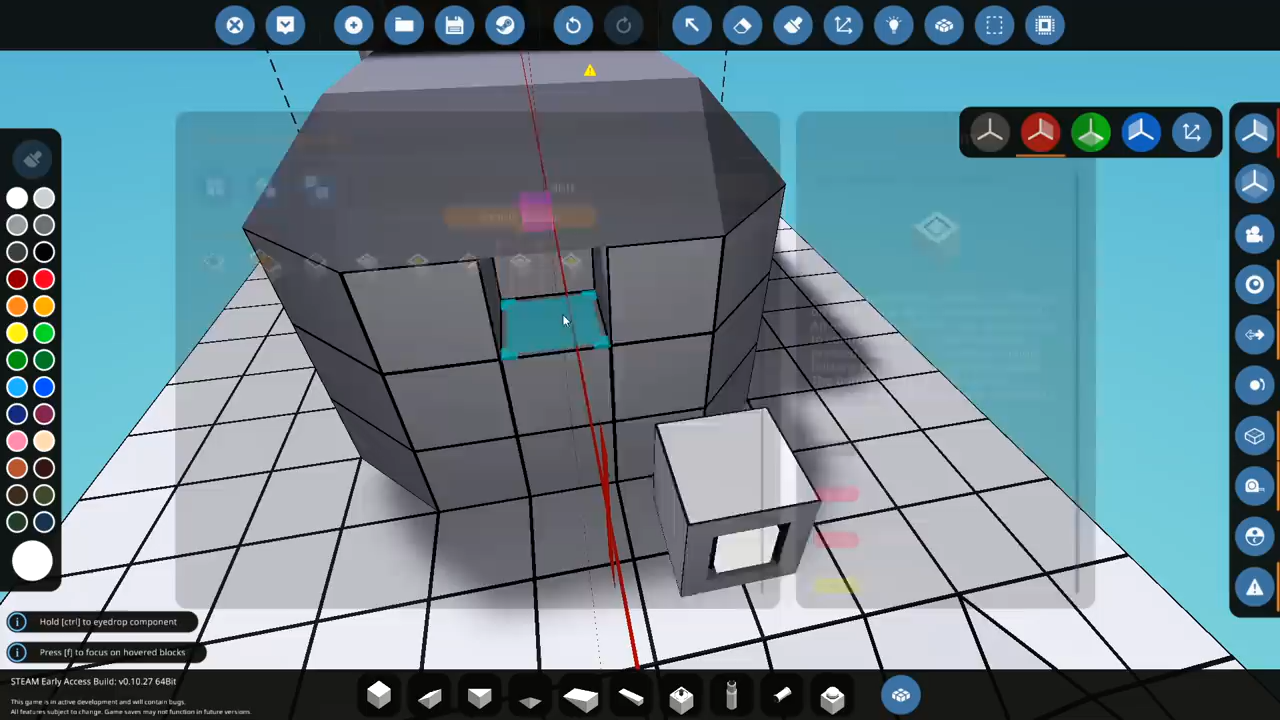 Hold [ctrl] to eyedrop component
Press [f] to focus on hovered blocks
STEAM Early Access Build: v0.10.27 64Bit
This game is in active development and will contain bugs.
All features subject to change. Game saves may not function in future versions.